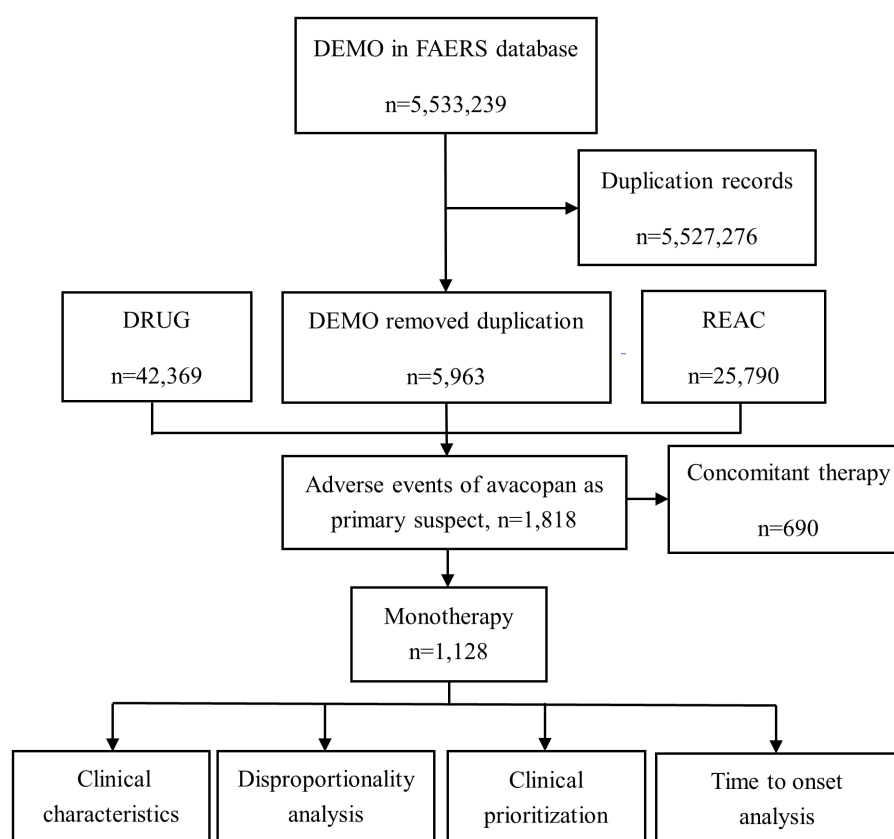 DEMO in FAERS database
n=5,533,239
Duplication records
n=5,527,276
DRUG
n=42,369
DEMO removed duplication
n=5,963
REAC
n=25,790
Adverse events of avacopan as
primary suspect, n=1,818
Concomitant therapy
n=690
Monotherapy
n=1,128
Clinical
characteristics
Disproportionality
analysis
Clinical
prioritization
Time to onset
analysis